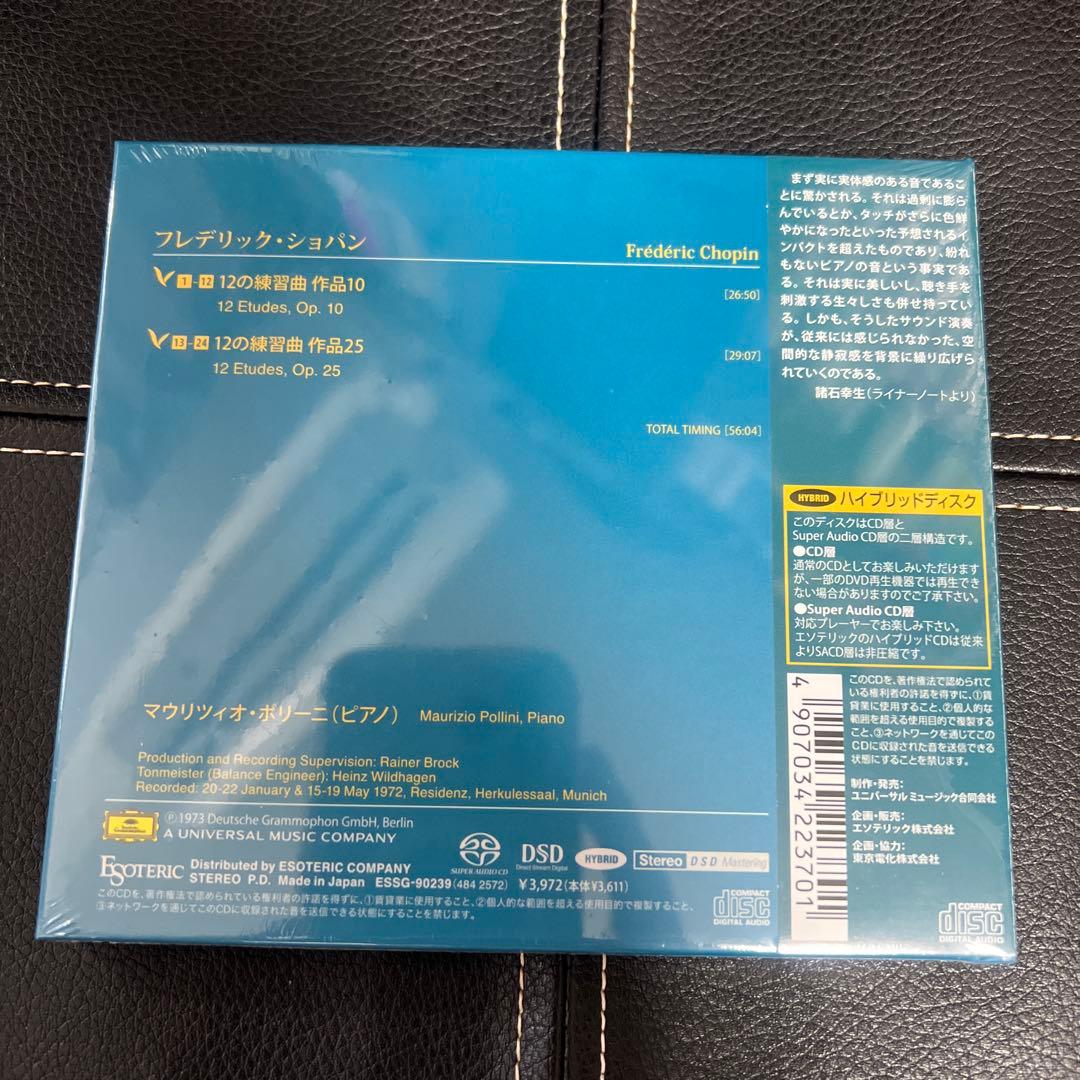 フレデリック・ショパン
Frédéric Chopin
1-12 12の練習曲 作品10
12 Etudes, Op. 10
[26:50]
13-24 12の練習曲 作品25
12 Etudes, Op. 25
[29:07]
TOTAL TIMING [56:04]
マウリツィオ・ポリーニ（ピアノ） Maurizio Pollini, Piano
Production and Recording Supervision: Rainer Brock
Tonmeister (Balance Engineer): Heinz Wildhagen
Recorded: 20-22 January & 15-19 May 1972, Residenz, Herkulessaal, Munich
Ⓟ 1973 Deutsche Grammophon GmbH, Berlin
A UNIVERSAL MUSIC COMPANY
ESOTERIC
Distributed by ESOTERIC COMPANY
STEREO P.D. Made in Japan ESSG-90239 (484 2572) ￥3,972（本体￥3,611）
SUPER AUDIO CD
DSD
Direct Stream Digital
HYBRID
Stereo DSD Mastering
このCDを、著作権法で認められている権利者の許諾を得ずに、①賃貸業に使用すること、②個人的な範囲を超える使用目的で複製すること、
③ネットワークを通じてこのCDに収録された音を送信できる状態にすることを禁じます。
COMPACT
disc
DIGITAL AUDIO
まず実に実体感のある音であるこ
とに驚かされる。それは過剰に膨ら
んでいるとか、タッチがさらに色鮮
やかになったといった予想されるイ
ンパクトを超えたものであり、紛れ
もないピアノの音という事実であ
る。それは実に美しいし、聴き手を
刺激する生々しさも併せ持ってい
る。しかも、そうしたサウンド演奏
が、従来には感じられなかった、空
間的な静寂感を背景に繰り広げら
れていくのである。
諸石幸生（ライナーノートより）
HYBRID ハイブリッドディスク
このディスクはCD層と
Super Audio CD層の二層構造です。
●CD層
通常のCDとしてお楽しみいただけます
が、一部のDVD再生機器では再生でき
ない場合がありますのでご了承下さい。
●Super Audio CD層
対応プレーヤーでお楽しみ下さい。
エソテリックのハイブリッドCDは従来
よりSACD層は非圧縮です。
4 907034 223701
このCDを、著作権法で認められて
いる権利者の許諾を得ずに、①賃
貸業に使用すること、②個人的な
範囲を超える使用目的で複製する
こと、③ネットワークを通じてこの
CDに収録された音を送信できる
状態にすることを禁じます。
制作・発売：
ユニバーサル ミュージック合同会社
企画・販売：
エソテリック株式会社
企画・協力：
東京電化株式会社
COMPACT
disc
DIGITAL AUDIO